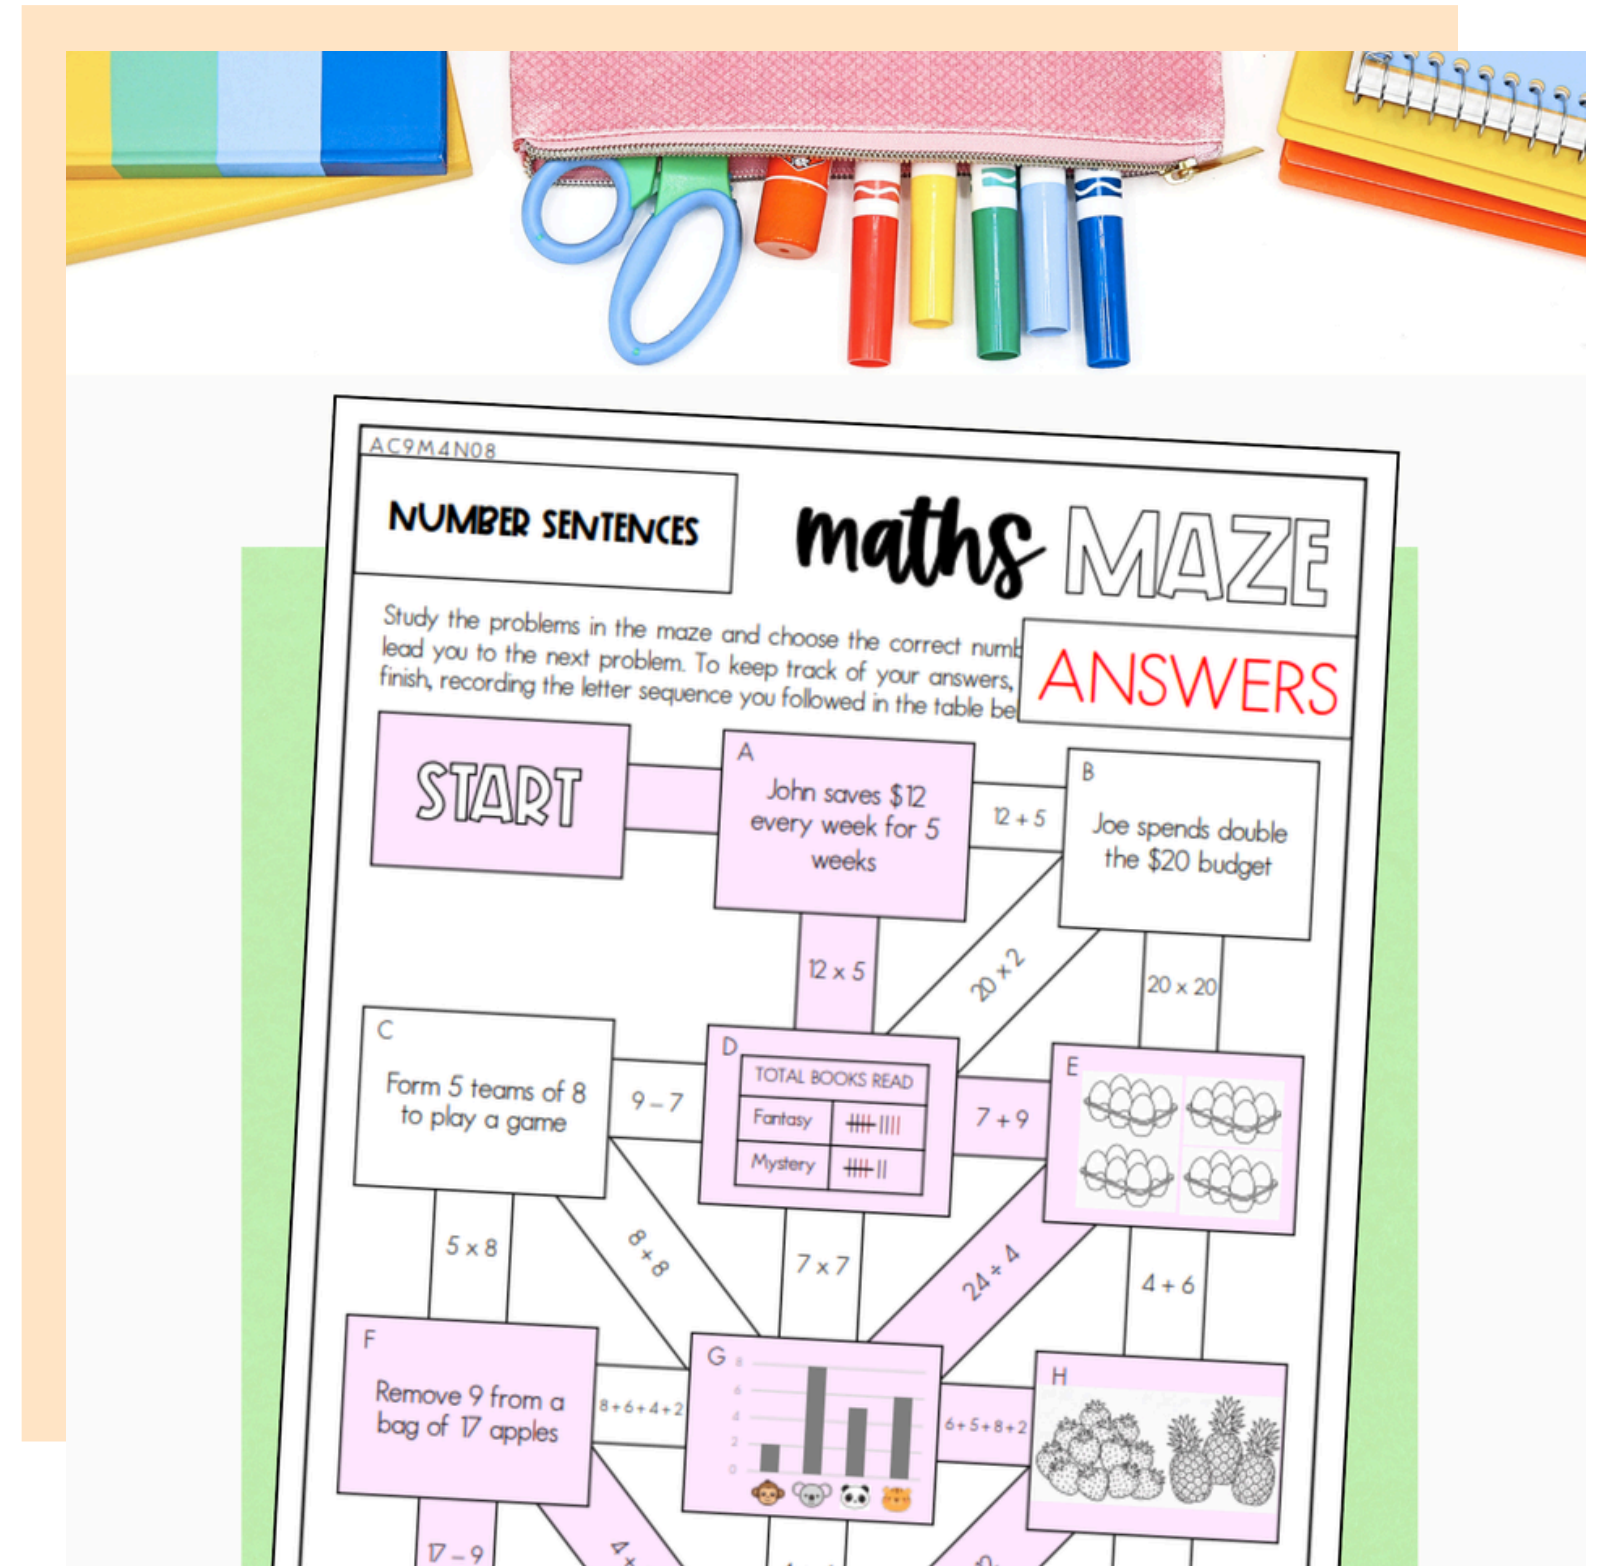 AC9M4N08
NUMBER SENTENCES
maths MAZE
Study the problems in the maze and choose the correct numb
lead you to the next problem. To keep track of your answers,
finish, recording the letter sequence you followed in the table be
ANSWERS
START
A
John saves $12
every week for 5
weeks
12 + 5
B
Joe spends double
the $20 budget
12 x 5
20 x 2
20 x 20
C
Form 5 teams of 8
to play a game
9 – 7
D
TOTAL BOOKS READ
Fantasy
Mystery
7 + 9
E
5 x 8
8 + 8
7 x 7
24 ÷ 4
4 + 6
F
Remove 9 from a
bag of 17 apples
8+6+4+2
G
8
6
4
2
0
6+5+8+2
H
17 – 9